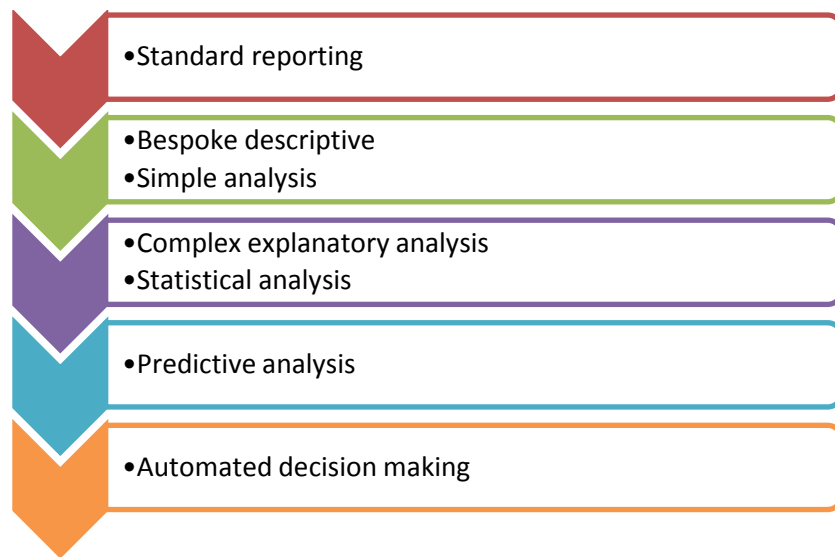 •Standard reporting
•Bespoke descriptive
•Simple analysis
•Complex explanatory analysis
•Statistical analysis
•Predictive analysis
•Automated decision making